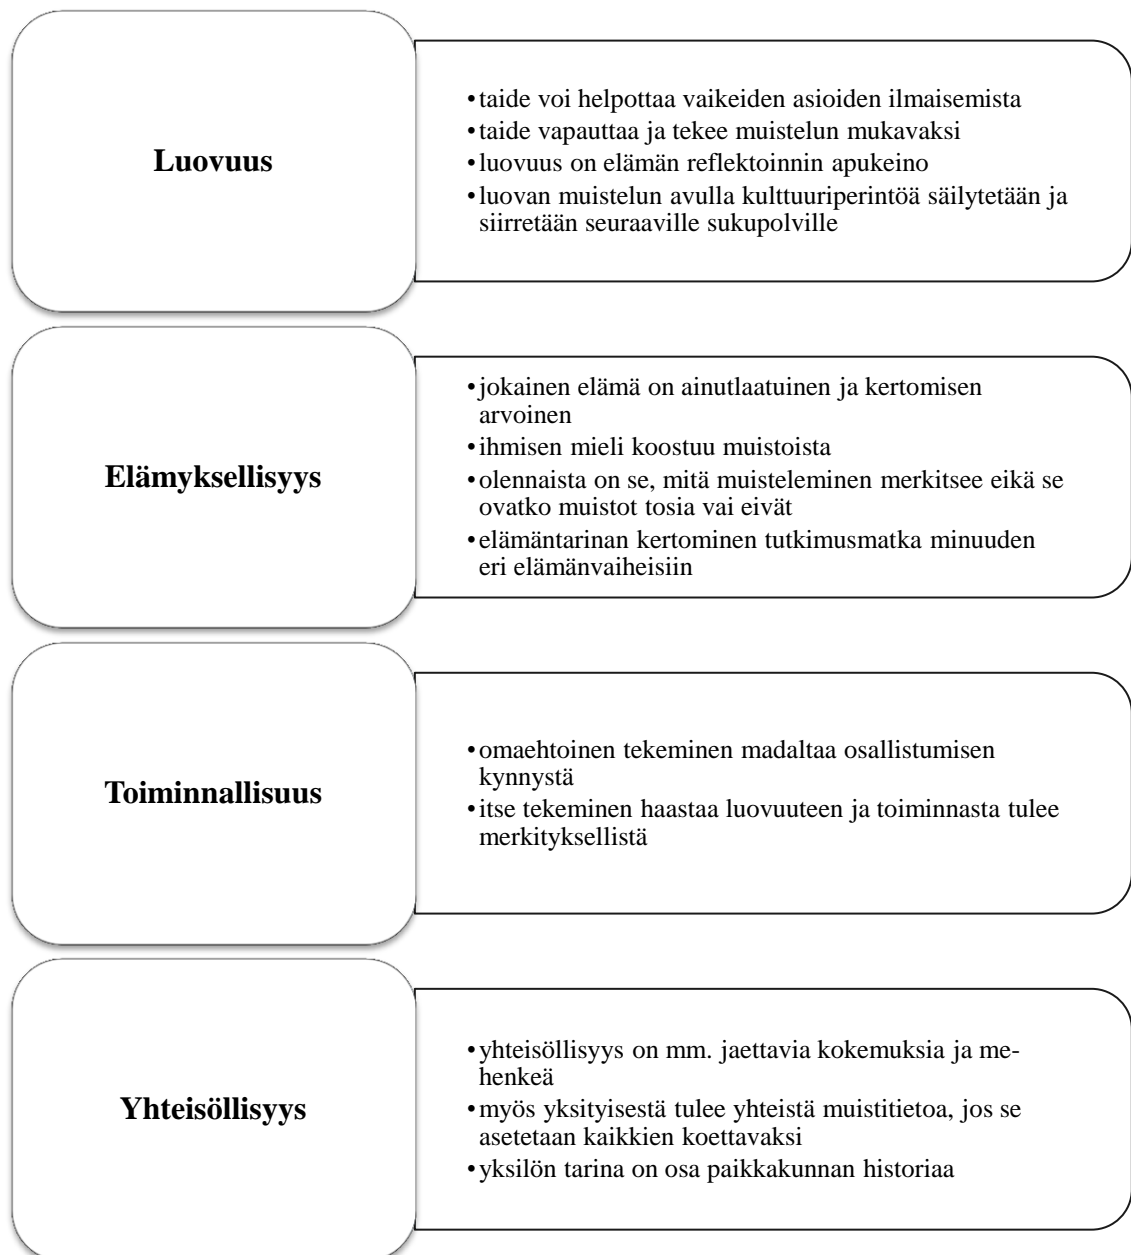 Luovuus
•taide voi helpottaa vaikeiden asioiden ilmaisemista
•taide vapauttaa ja tekee muistelun mukavaksi
•luovuus on elämän reflektoinnin apukeino
•luovan muistelun avulla kulttuuriperintöä säilytetään ja
siirretään seuraaville sukupolville
Elämyksellisyys
•jokainen elämä on ainutlaatuinen ja kertomisen
arvoinen
•ihmisen mieli koostuu muistoista
•olennaista on se, mitä muisteleminen merkitsee eikä se
ovatko muistot tosia vai eivät
•elämäntarinan kertominen tutkimusmatka minuuden
eri elämänvaiheisiin
Toiminnallisuus
•omaehtoinen tekeminen madaltaa osallistumisen
kynnystä
•itse tekeminen haastaa luovuuteen ja toiminnasta tulee
merkityksellistä
Yhteisöllisyys
•yhteisöllisyys on mm. jaettavia kokemuksia ja me-
henkeä
•myös yksityisestä tulee yhteistä muistitietoa, jos se
asetetaan kaikkien koettavaksi
•yksilön tarina on osa paikkakunnan historiaa